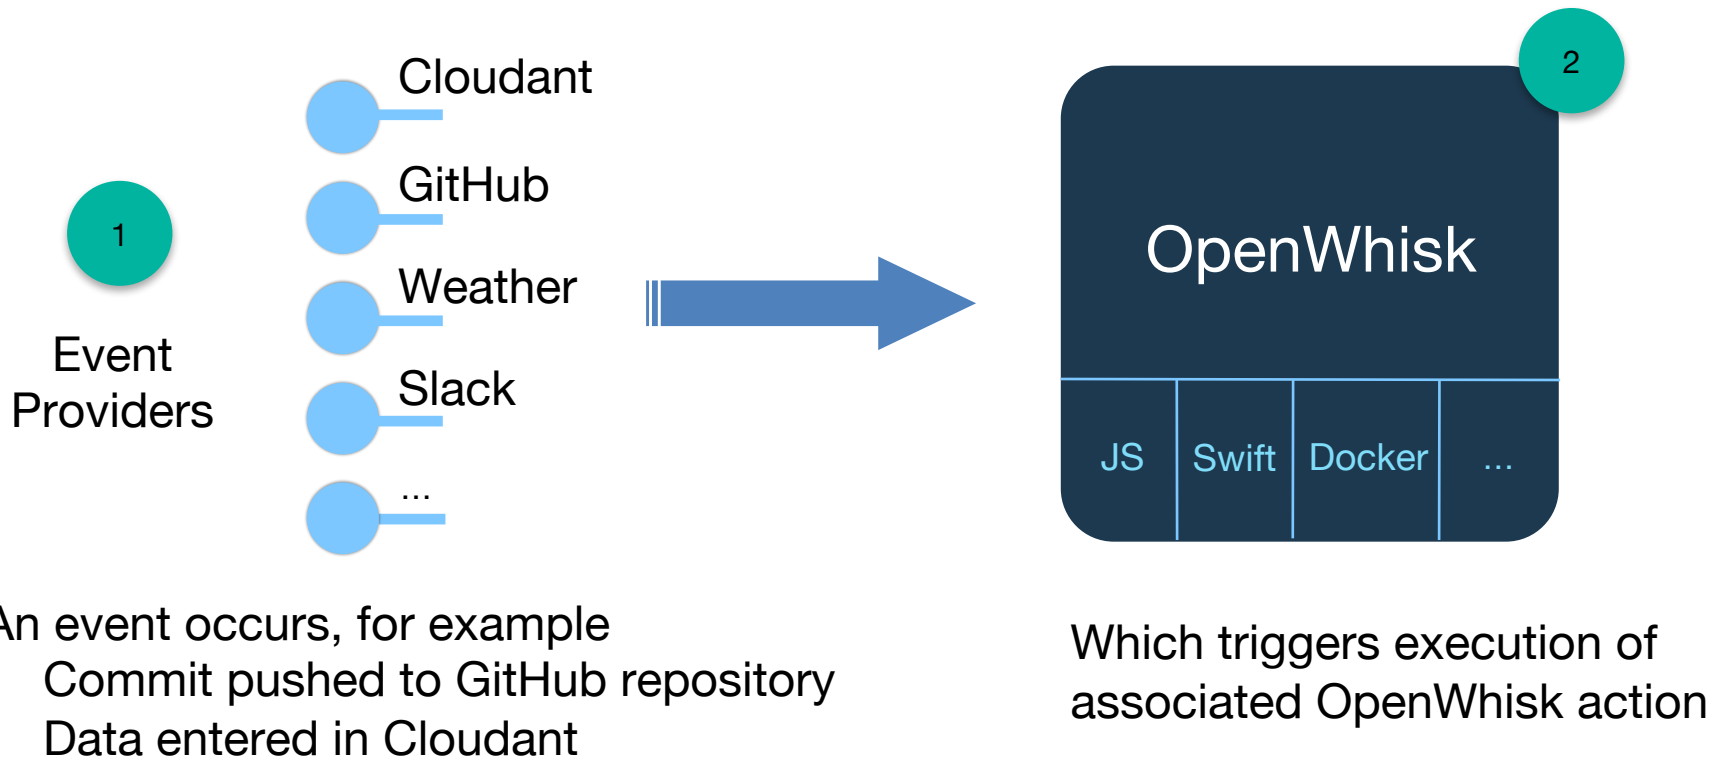 1
Event
Providers
Cloudant
GitHub
Weather
Slack
...
An event occurs, for example
Commit pushed to GitHub repository
Data entered in Cloudant
2
OpenWhisk
JS
Swift
Docker
...
Which triggers execution of
associated OpenWhisk action